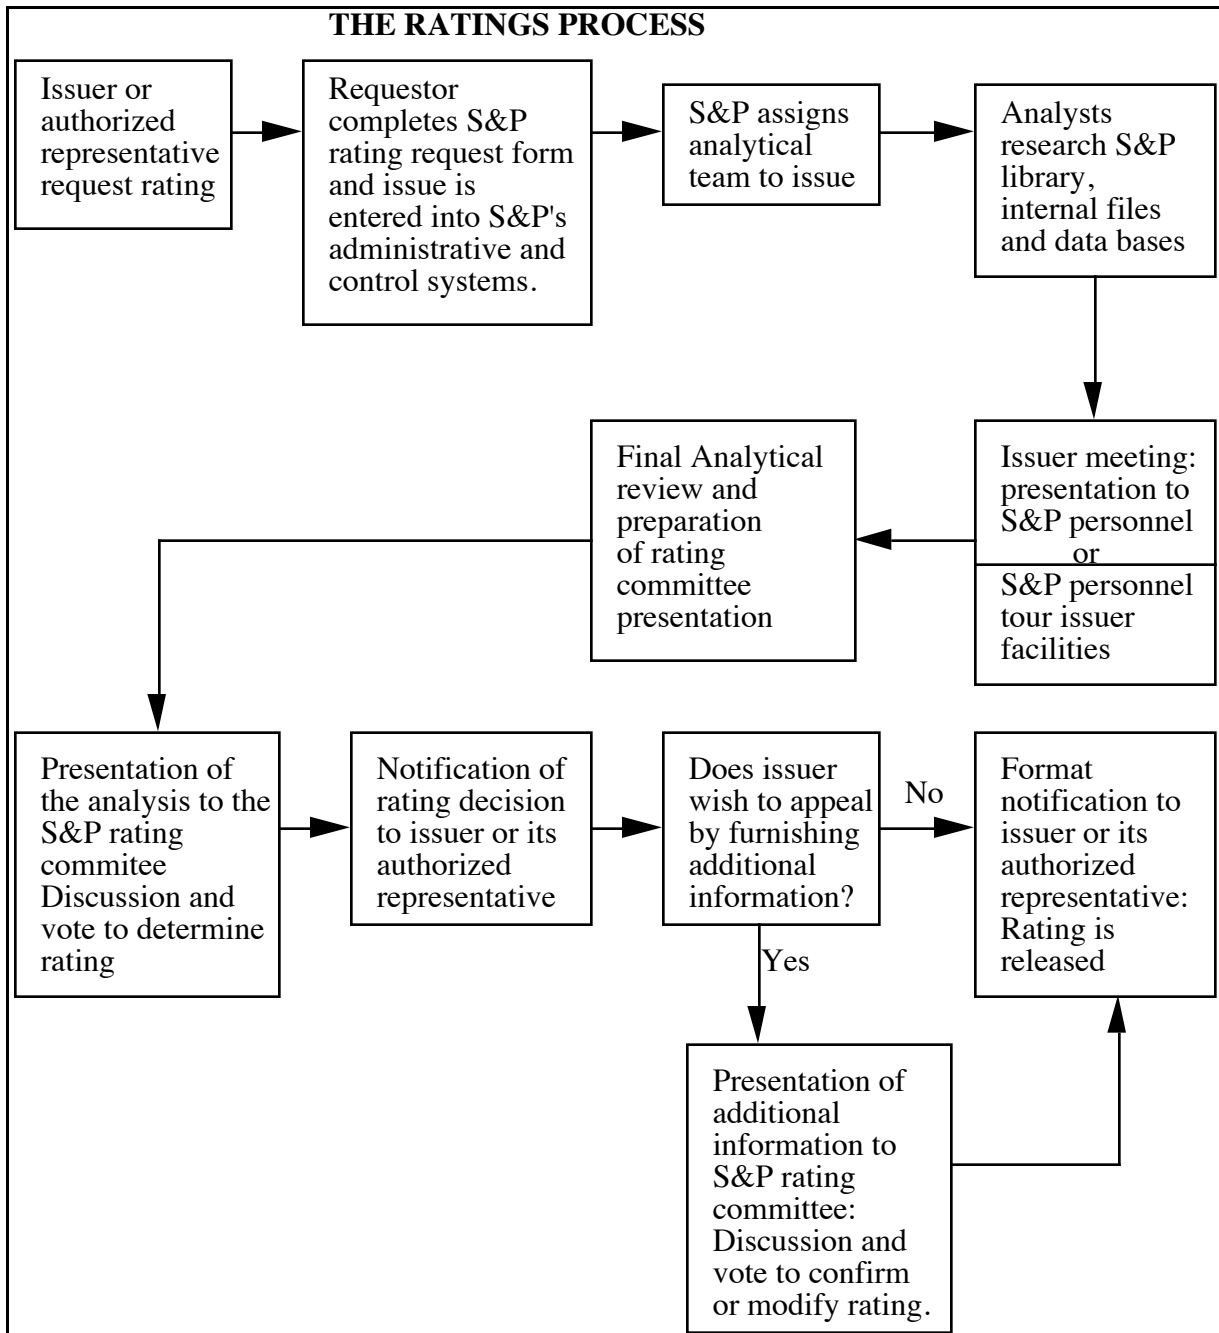 THE RATINGS PROCESS
Issuer or
authorized
representative
request rating
Requestor
completes S&P
rating request form
and issue is
entered into S&P's
administrative and
control systems.
S&P assigns
analytical
team to issue
Analysts
research S&P
library,
internal files
and data bases
Issuer meeting:
presentation to
S&P personnel
or
S&P personnel
tour issuer
facilities
Final Analytical
review and
preparation
of rating
committee
presentation
Presentation of
the analysis to the
S&P rating
commitee
Discussion and
vote to determine
rating
Notification of
rating decision
to issuer or its
authorized
representative
Does issuer
wish to appeal
by furnishing
additional
information?
No
Yes
Format
notification to
issuer or its
authorized
representative:
Rating is
released
Presentation of
additional
information to
S&P rating
committee:
Discussion and
vote to confirm
or modify rating.